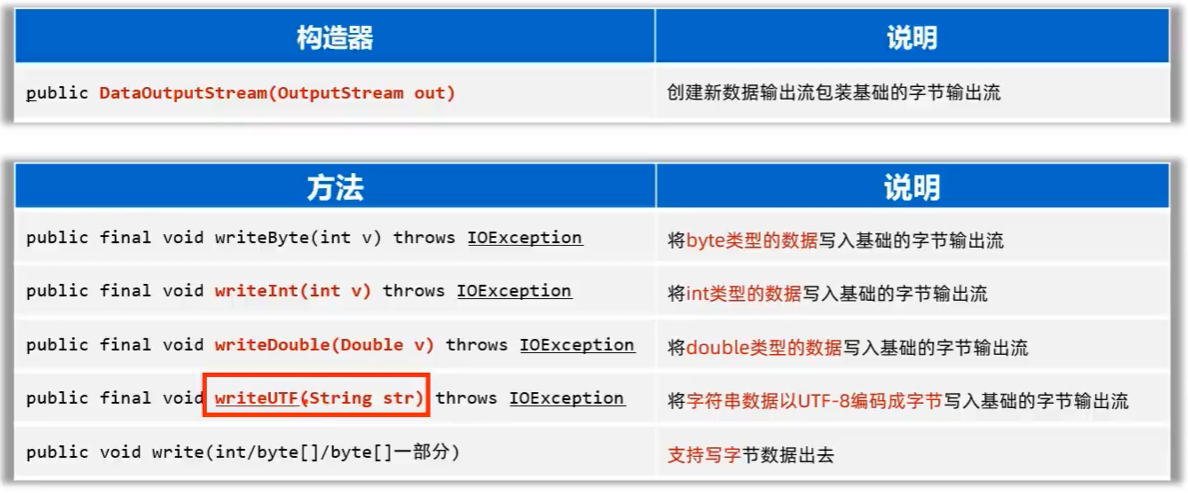 构造器 说明
public DataOutputStream(OutputStream out) 创建新数据输出流包装基础的字节输出流
方法 说明
public final void writeByte(int v) throws IOException 将byte类型的数据写入基础的字节输出流
public final void writeInt(int v) throws IOException 将int类型的数据写入基础的字节输出流
public final void writeDouble(Double v) throws IOException 将double类型的数据写入基础的字节输出流
public final void writeUTF(String str) throws IOException 将字符串数据以UTF-8编码成字节写入基础的字节输出流
public void write(int/byte[]/byte[]一部分) 支持写字节数据出去